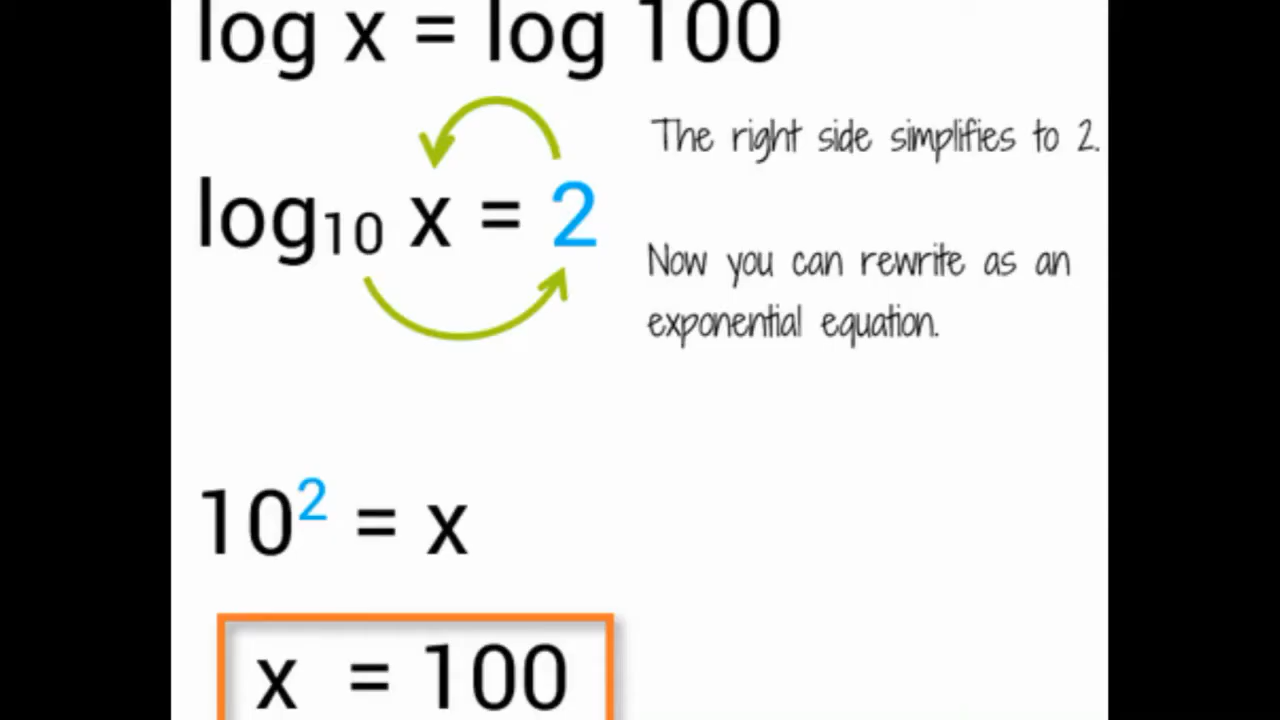 log x = log 100
The right side simplifies to 2.
log₁₀ x = 2
Now you can rewrite as an
exponential equation.
10² = x
x = 100